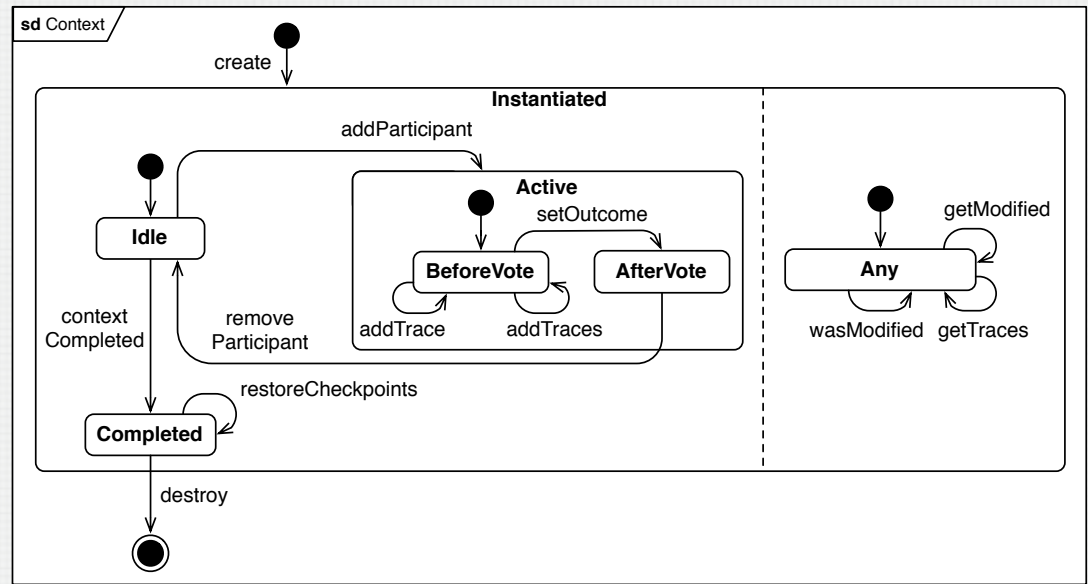 sd Context
create
Instantiated
addParticipant
Active
setOutcome
getModified
Idle
BeforeVote
AfterVote
Any
context
Completed
remove
Participant
addTrace
addTraces
wasModified
getTraces
restoreCheckpoints
Completed
destroy